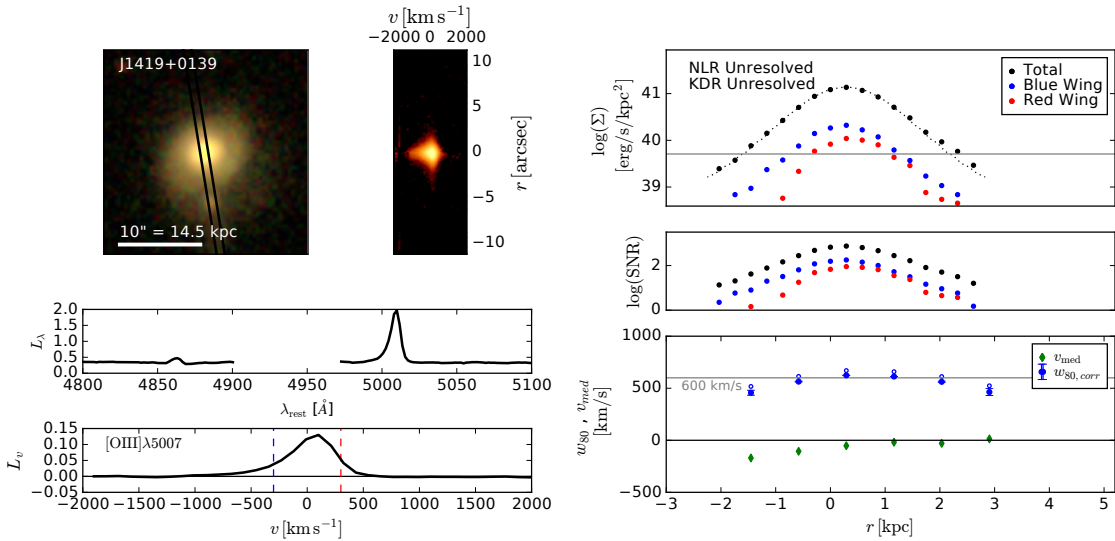 J1419+0139
10" = 14.5 kpc
v [km s⁻¹]
−2000 0 2000
10
5
0
−5
−10
r [arcsec]
L_λ
2.0
1.5
1.0
0.5
0.0
4800 4850 4900 4950 5000 5050 5100
λ_rest [Å]
[OIII]λ5007
L_v
0.15
0.10
0.05
0.00
−0.05
−2000 −1500 −1000 −500 0 500 1000 1500 2000
v [km s⁻¹]
NLR Unresolved
KDR Unresolved
Total
Blue Wing
Red Wing
log(Σ)
[erg/s/kpc²]
41
40
39
log(SNR)
2
0
1000
500
0
−500
600 km/s
v_med
w_80,corr
w_80 , v_med
[km/s]
−3 −2 −1 0 1 2 3 4 5
r [kpc]